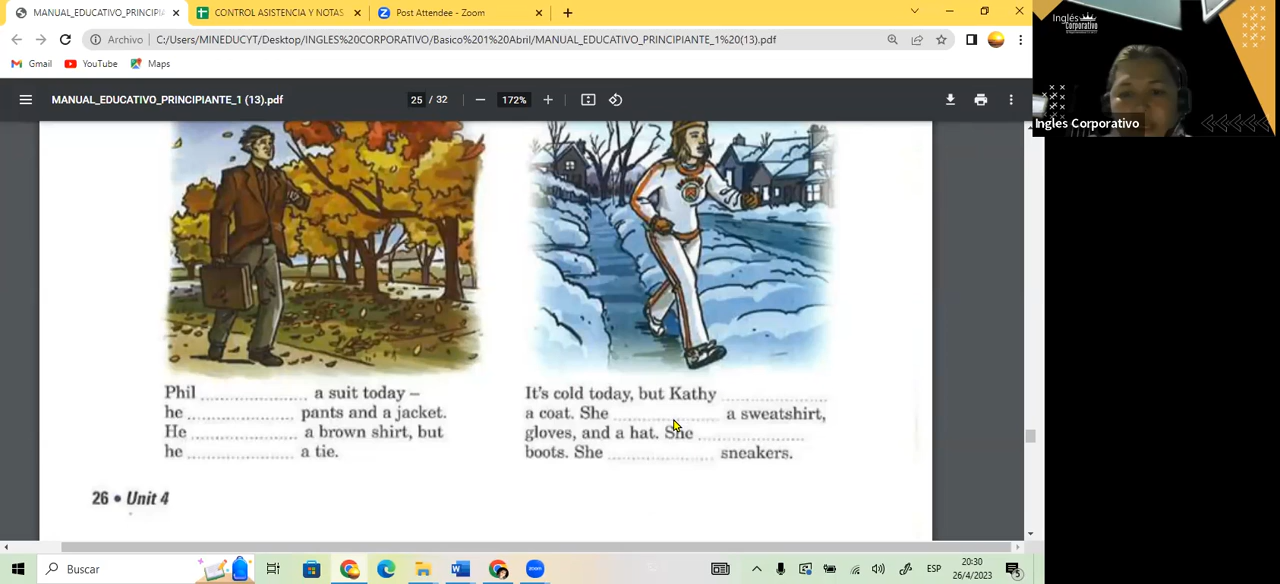 MANUAL_EDUCATIVO_PRINCIPIA
CONTROL ASISTENCIA Y NOTAS
Post Attendee - Zoom
Archivo
C:/Users/MINEDUCYT/Desktop/INGLES%20CORPORATIVO/Basico%201%20Abril/MANUAL_EDUCATIVO_PRINCIPIANTE_1%20(13).pdf
Gmail
YouTube
Maps
MANUAL_EDUCATIVO_PRINCIPIANTE_1 (13).pdf
25 / 32
172%
Inglés
Corporativo
Ingles Corporativo
Phil ........................ a suit today –
he ........................ pants and a jacket.
He ........................ a brown shirt, but
he ........................ a tie.
It's cold today, but Kathy ........................
a coat. She ........................ a sweatshirt,
gloves, and a hat. She ........................
boots. She ........................ sneakers.
26 • Unit 4
Buscar
ESP
20:30
26/4/2023
5